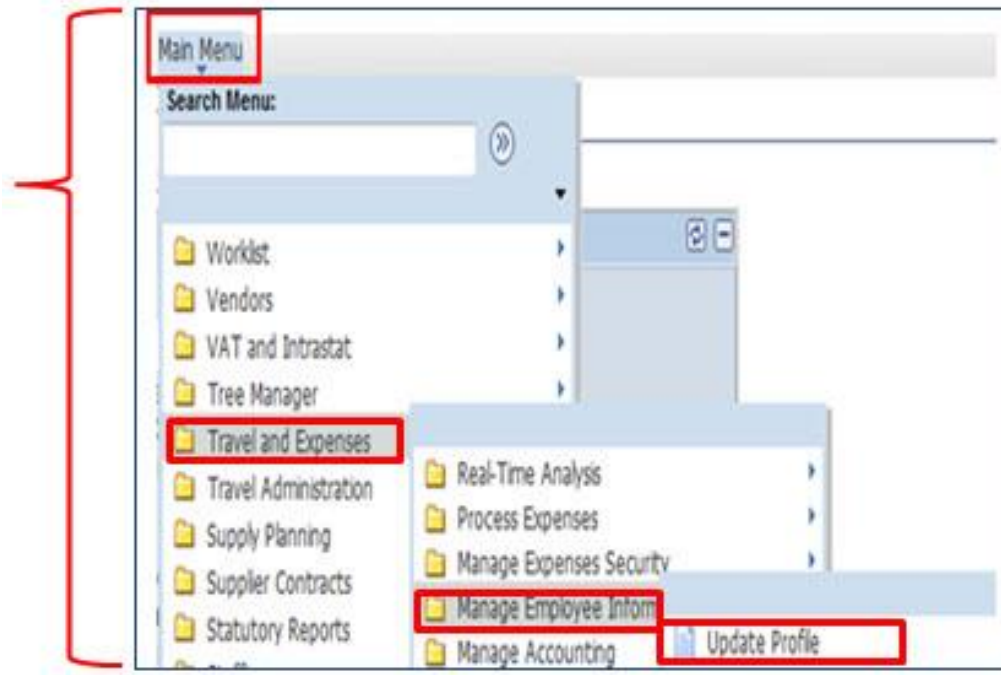 Main Menu
Search Menu:
Worklist
Vendors
VAT and Intrastat
Tree Manager
Travel and Expenses
Travel Administration
Supply Planning
Supplier Contracts
Statutory Reports
Real-Time Analysis
Process Expenses
Manage Expenses Security
Manage Employee Inform
Manage Accounting
Update Profile